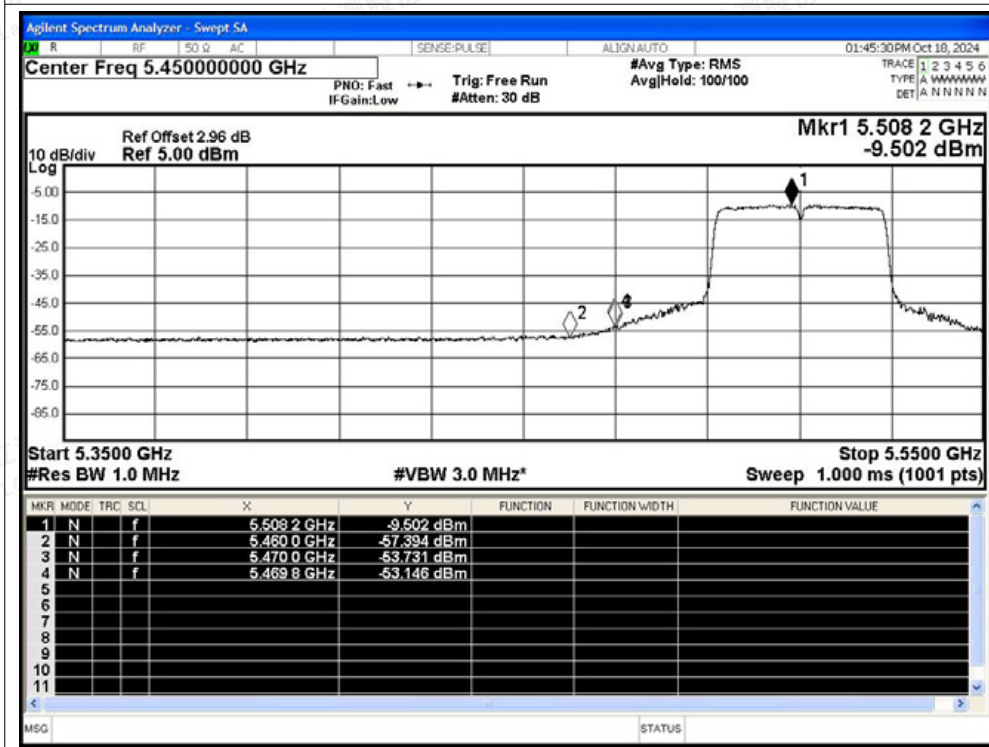 Agilent Spectrum Analyzer - Swept SA
LXI R RF 50 Ω AC SENSE:PULSE ALIGN AUTO 01:45:30 PM Oct 18, 2024
Center Freq 5.450000000 GHz
PNO: Fast
IFGain:Low
Trig: Free Run
#Atten: 30 dB
#Avg Type: RMS
Avg|Hold: 100/100
TRACE 1 2 3 4 5 6
TYPE A WWWWW
DET A N N N N N
Ref Offset 2.96 dB
10 dB/div Ref 5.00 dBm
Log
Mkr1 5.508 2 GHz
-9.502 dBm
-5.00
-15.0
-25.0
-35.0
-45.0
-55.0
-65.0
-75.0
-85.0
1
2
Start 5.3500 GHz Stop 5.5500 GHz
#Res BW 1.0 MHz #VBW 3.0 MHz* Sweep 1.000 ms (1001 pts)
MKR MODE TRC SCL X Y FUNCTION FUNCTION WIDTH FUNCTION VALUE
1 N f 5.508 2 GHz -9.502 dBm
2 N f 5.460 0 GHz -57.394 dBm
3 N f 5.470 0 GHz -53.731 dBm
4 N f 5.469 8 GHz -53.146 dBm
5
6
7
8
9
10
11
MSG STATUS